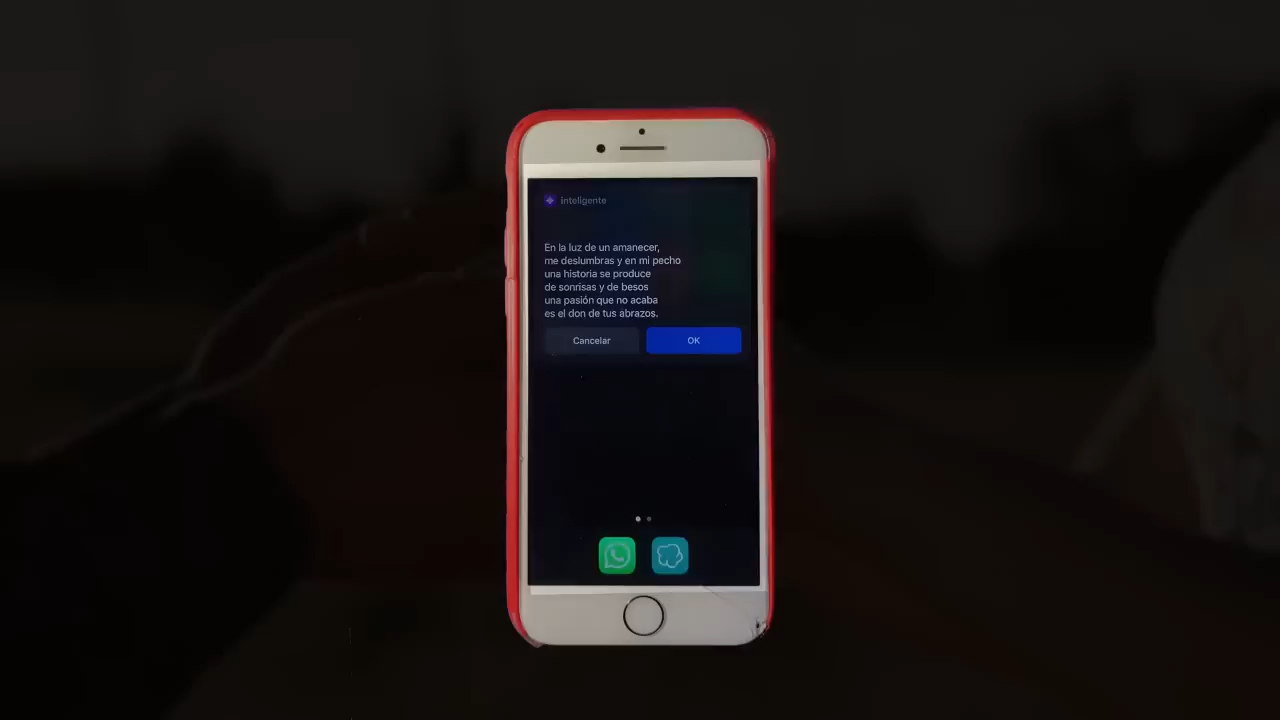 inteligente
En la luz de un amanecer,
me deslumbras y en mi pecho
una historia se produce
de sonrisas y de besos
una pasión que no acaba
es el don de tus abrazos.
Cancelar
OK